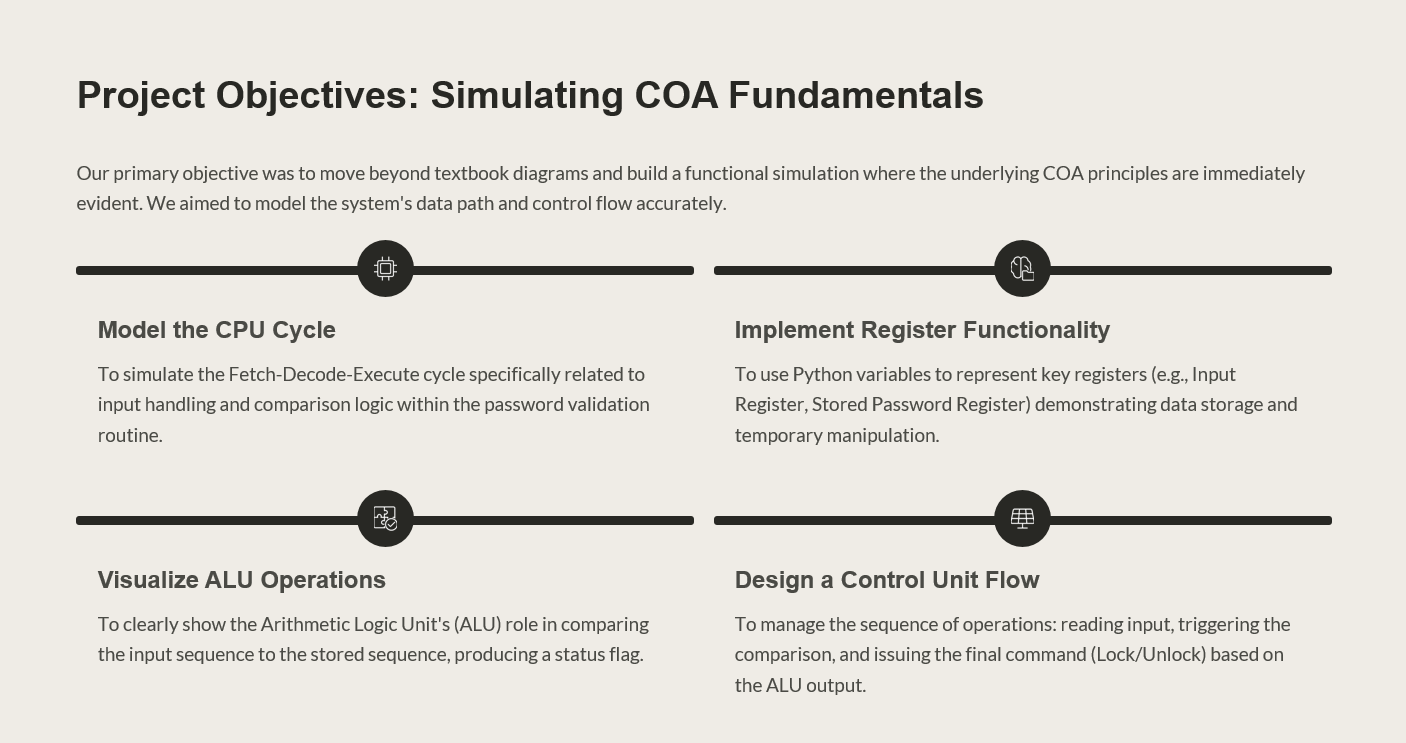 Project Objectives: Simulating COA Fundamentals
Our primary objective was to move beyond textbook diagrams and build a functional simulation where the underlying COA principles are immediately
evident. We aimed to model the system's data path and control flow accurately.
Model the CPU Cycle
To simulate the Fetch-Decode-Execute cycle specifically related to
input handling and comparison logic within the password validation
routine.
Implement Register Functionality
To use Python variables to represent key registers (e.g., Input
Register, Stored Password Register) demonstrating data storage and
temporary manipulation.
Visualize ALU Operations
To clearly show the Arithmetic Logic Unit's (ALU) role in comparing
the input sequence to the stored sequence, producing a status flag.
Design a Control Unit Flow
To manage the sequence of operations: reading input, triggering the
comparison, and issuing the final command (Lock/Unlock) based on
the ALU output.